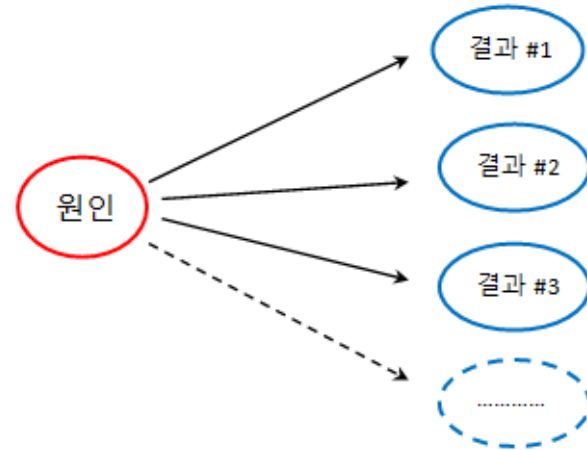 결과 #1
원인
결과 #2
결과 #3
............